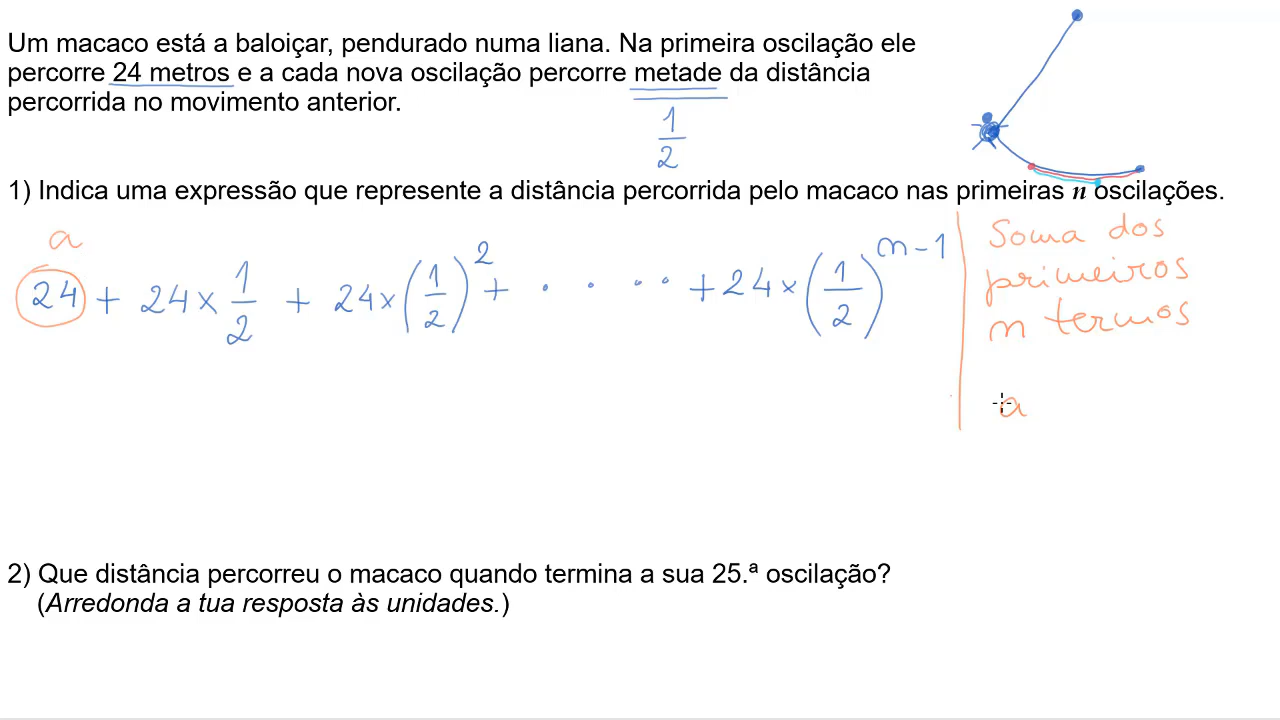 Um macaco está a baloiçar, pendurado numa liana. Na primeira oscilação ele
percorre 24 metros e a cada nova oscilação percorre metade da distância
percorrida no movimento anterior.
1/2
1) Indica uma expressão que represente a distância percorrida pelo macaco nas primeiras n oscilações.
a
24 + 24 × 1/2 + 24 × (1/2)^2 + · · · · · + 24 × (1/2)^(n-1)
Soma dos
primeiros
n termos
a
2) Que distância percorreu o macaco quando termina a sua 25.ª oscilação?
(Arredonda a tua resposta às unidades.)